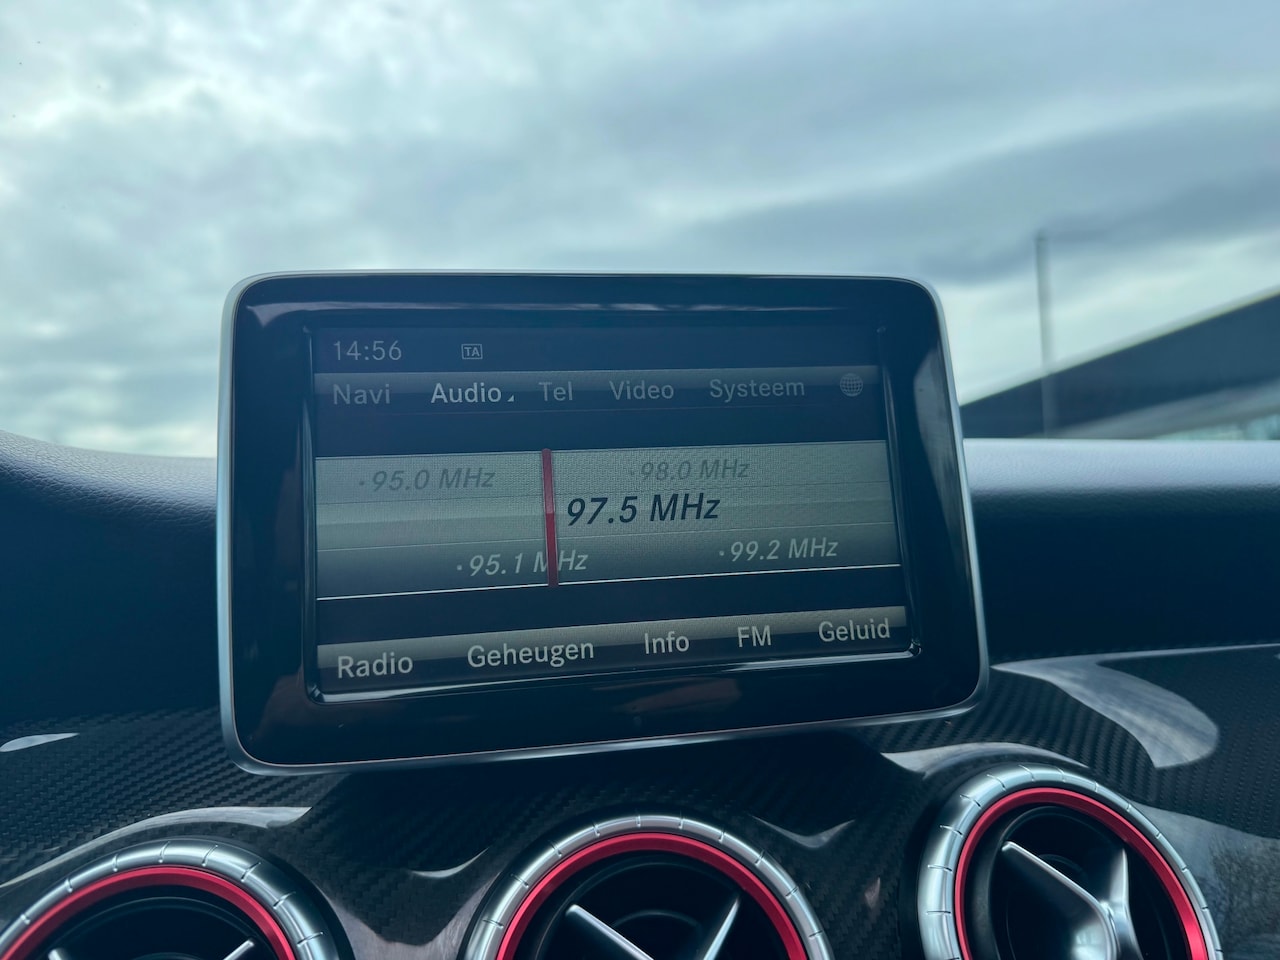 14:56 TA
Navi Audio Tel Video Systeem
·95.0 MHz ·98.0 MHz
97.5 MHz
·95.1 MHz ·99.2 MHz
Radio Geheugen Info FM Geluid